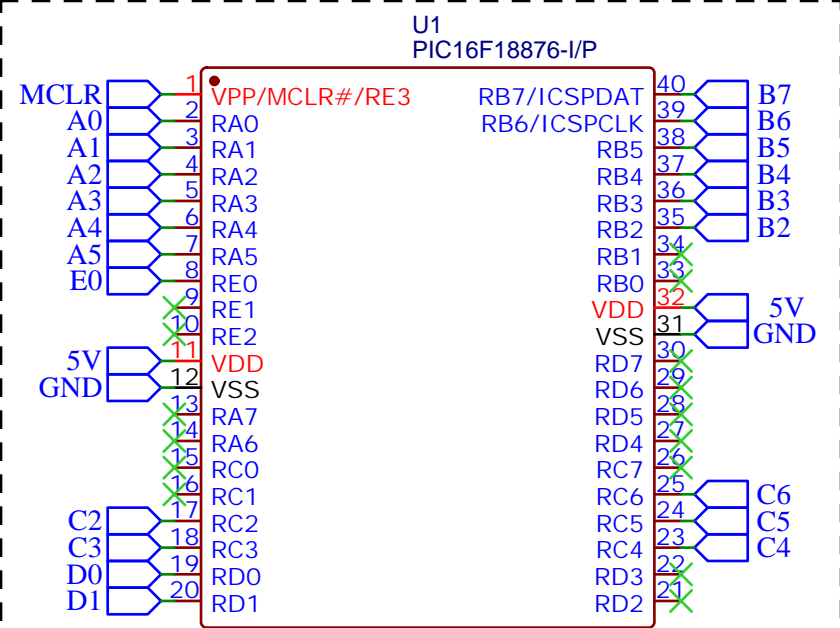 U1
PIC16F18876-I/P
MCLR 1 VPP/MCLR#/RE3 RB7/ICSPDAT 40 B7
A0 2 RA0 RB6/ICSPCLK 39 B6
A1 3 RA1 RB5 38 B5
A2 4 RA2 RB4 37 B4
A3 5 RA3 RB3 36 B3
A4 6 RA4 RB2 35 B2
A5 7 RA5 RB1 34
E0 8 RE0 RB0 33
9 RE1 VDD 32 5V
10 RE2 VSS 31 GND
5V 11 VDD RD7 30
GND 12 VSS RD6 29
13 RA7 RD5 28
14 RA6 RD4 27
15 RC0 RC7 26
16 RC1 RC6 25 C6
C2 17 RC2 RC5 24 C5
C3 18 RC3 RC4 23 C4
D0 19 RD0 RD3 22
D1 20 RD1 RD2 21